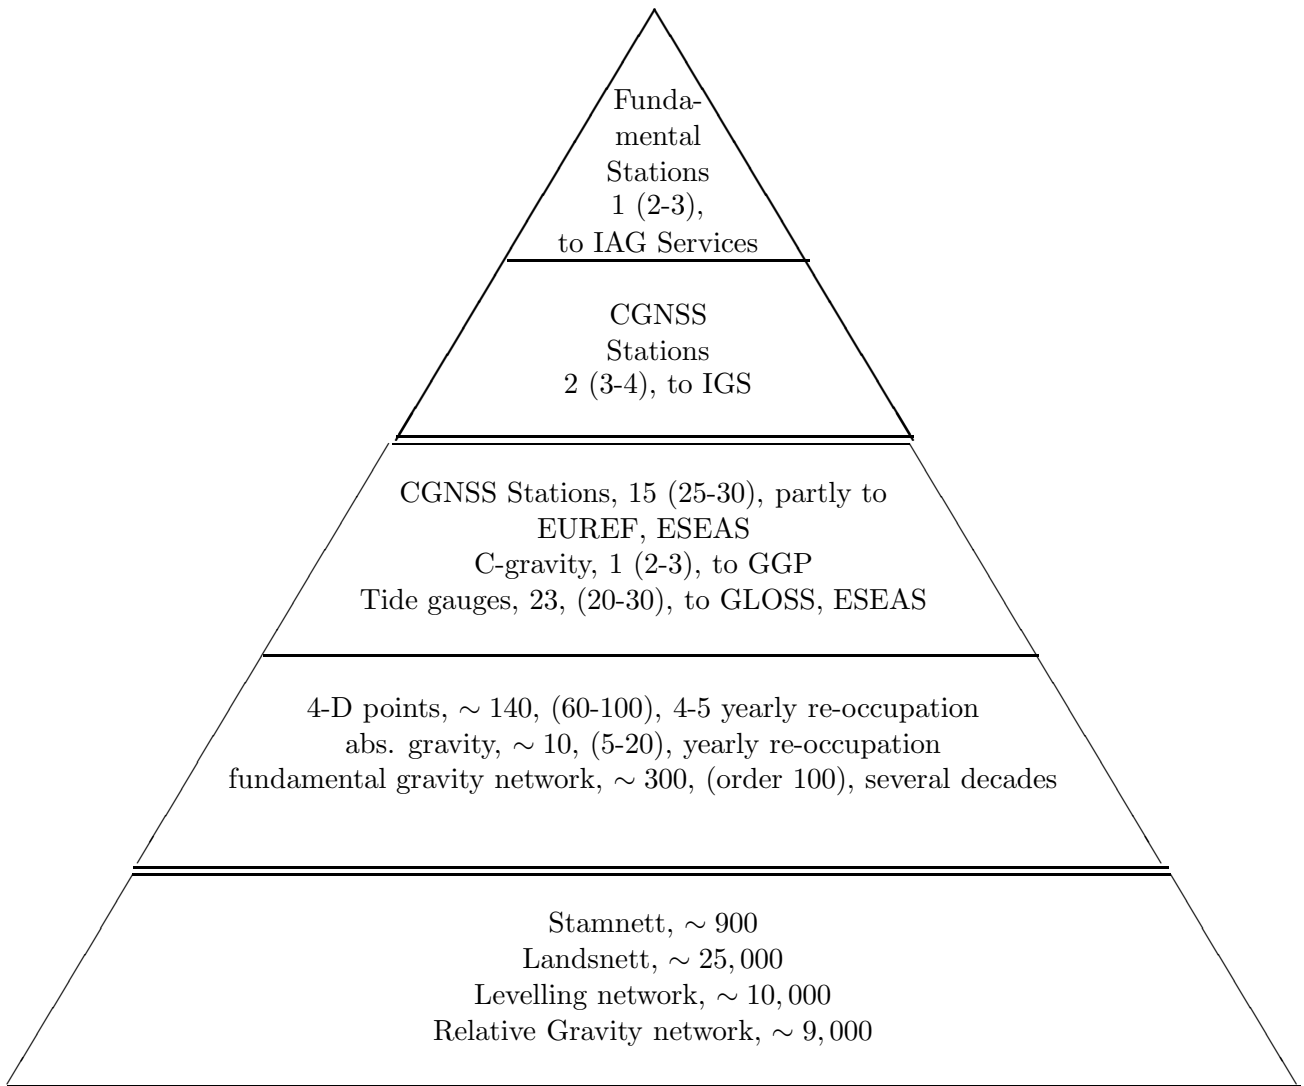 Funda-
mental
Stations
1 (2-3),
to IAG Services
CGNSS
Stations
2 (3-4), to IGS
CGNSS Stations, 15 (25-30), partly to
EUREF, ESEAS
C-gravity, 1 (2-3), to GGP
Tide gauges, 23, (20-30), to GLOSS, ESEAS
4-D points, ∼ 140, (60-100), 4-5 yearly re-occupation
abs. gravity, ∼ 10, (5-20), yearly re-occupation
fundamental gravity network, ∼ 300, (order 100), several decades
Stamnett, ∼ 900
Landsnett, ∼ 25,000
Levelling network, ∼ 10,000
Relative Gravity network, ∼ 9,000